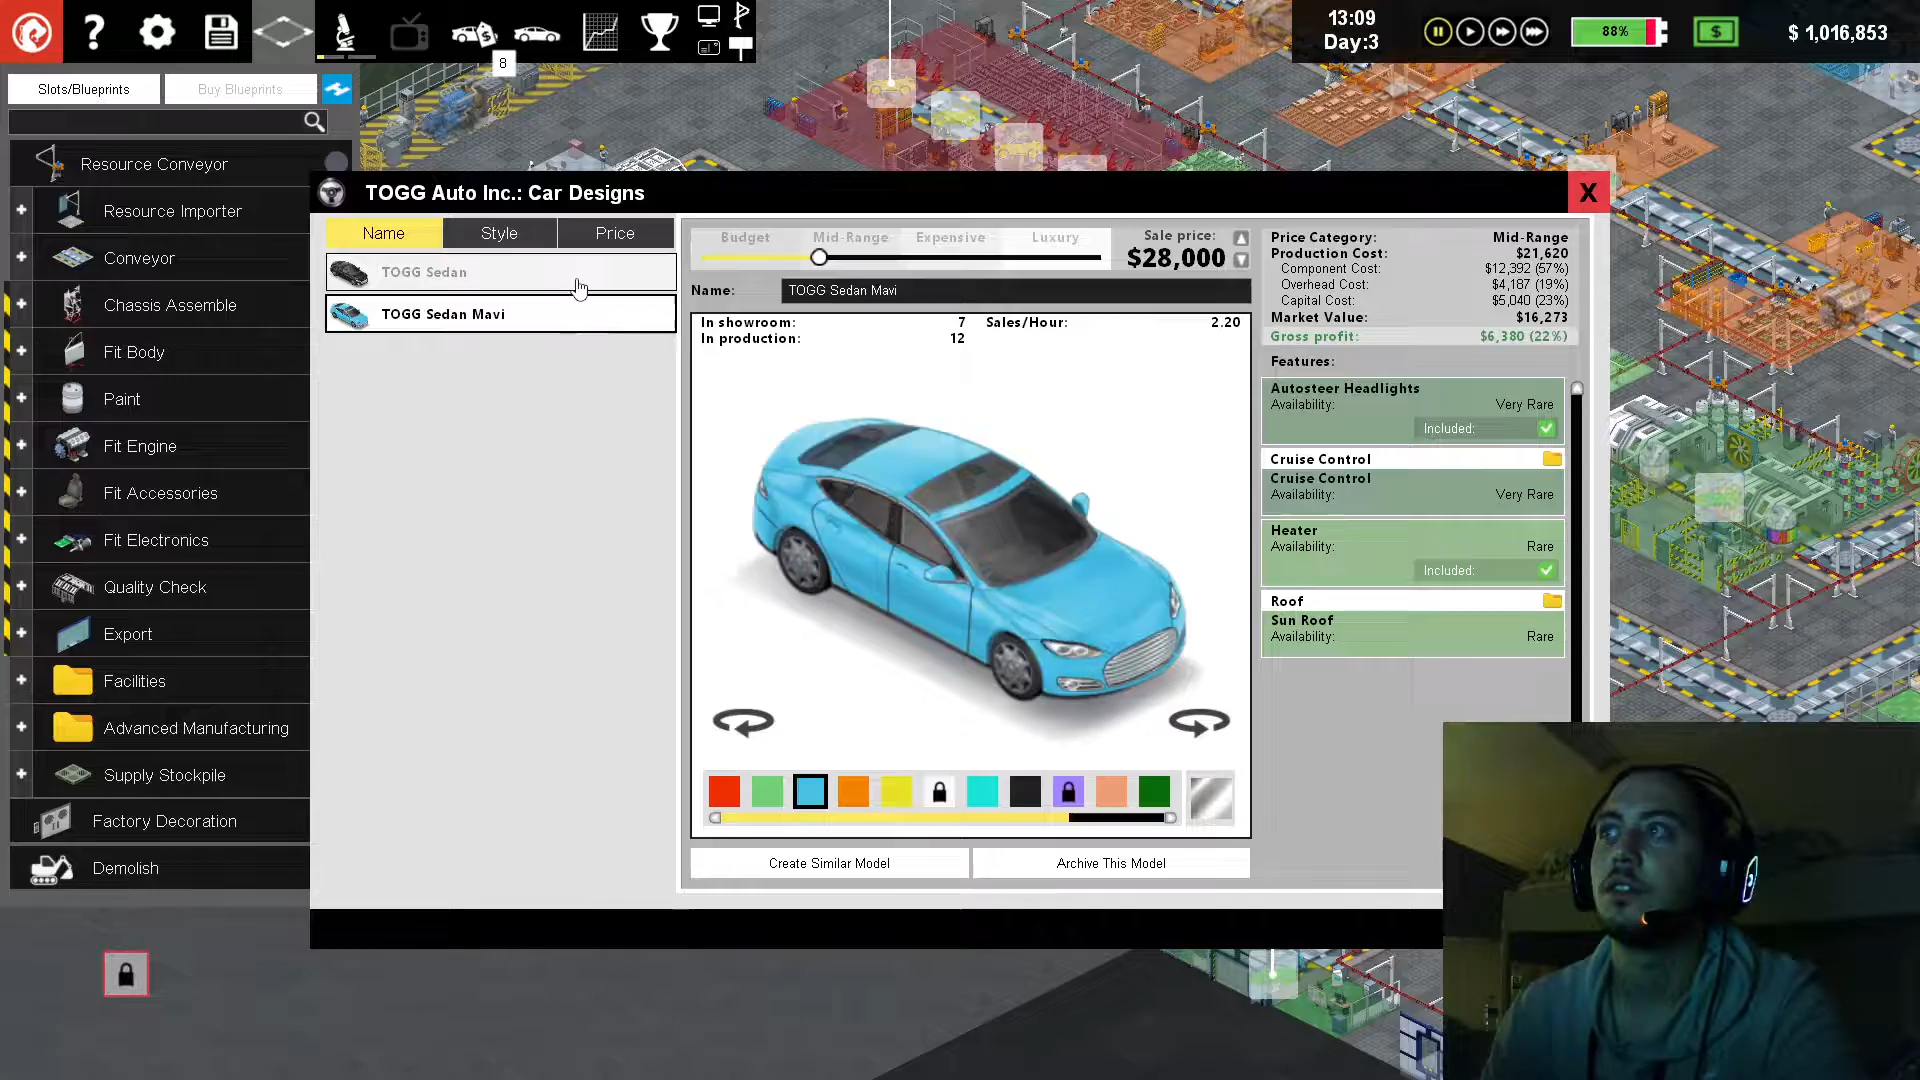 13:09
Day:3
88%
$
$ 1,016,853
8
Slots/Blueprints
Buy Blueprints
Resource Conveyor
Resource Importer
Conveyor
Chassis Assemble
Fit Body
Paint
Fit Engine
Fit Accessories
Fit Electronics
Quality Check
Export
Facilities
Advanced Manufacturing
Supply Stockpile
Factory Decoration
Demolish
TOGG Auto Inc.: Car Designs
X
Name Style Price
TOGG Sedan
TOGG Sedan Mavi
Budget Mid-Range Expensive Luxury
Sale price:
$28,000
Name: TOGG Sedan Mavi
In showroom: 7 Sales/Hour: 2.20
In production: 12
Create Similar Model
Archive This Model
Price Category: Mid-Range
Production Cost: $21,620
Component Cost: $12,392 (57%)
Overhead Cost: $4,187 (19%)
Capital Cost: $5,040 (23%)
Market Value: $16,273
Gross profit: $6,380 (22%)
Features:
Autosteer Headlights
Availability: Very Rare
Included:
Cruise Control
Cruise Control
Availability: Very Rare
Heater
Availability: Rare
Included:
Roof
Sun Roof
Availability: Rare